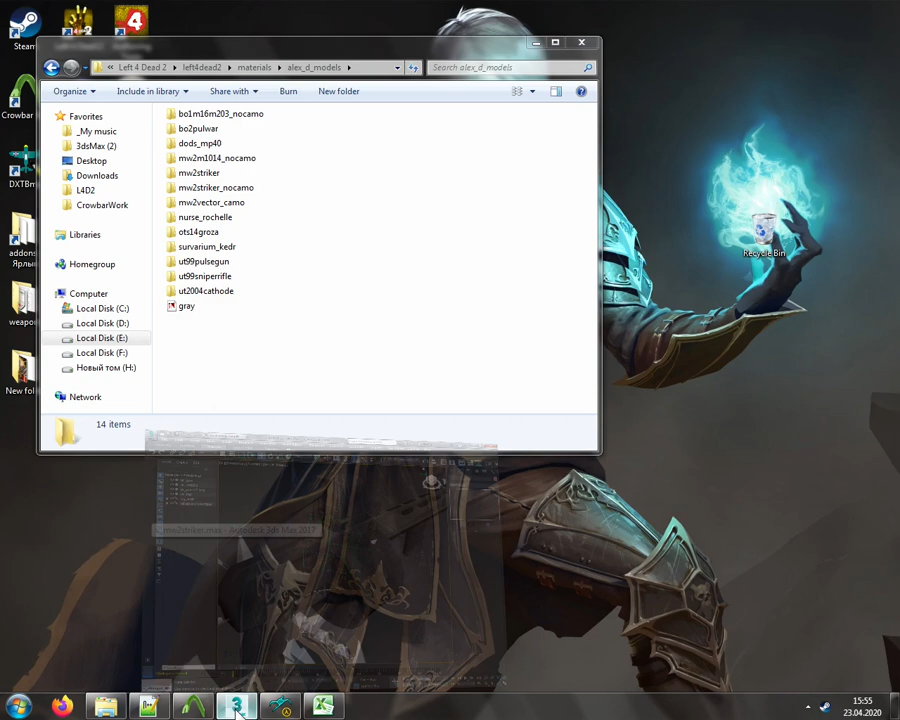 Steam
« Left 4 Dead 2 ▸ left4dead2 ▸ materials ▸ alex_d_models ▸
Search alex_d_models
Organize
Include in library
Share with
Burn
New folder
Favorites
_My music
3dsMax (2)
Desktop
Downloads
L4D2
CrowbarWork
Libraries
Homegroup
Computer
Local Disk (C:)
Local Disk (D:)
Local Disk (E:)
Local Disk (F:)
Новый том (H:)
Network
bo1m16m203_nocamo
bo2pulwar
dods_mp40
mw2m1014_nocamo
mw2striker
mw2striker_nocamo
mw2vector_camo
nurse_rochelle
ots14groza
survarium_kedr
ut99pulsegun
ut99sniperrifle
ut2004cathode
gray
14 items
Crowbar
DXTBm
addons
Ярлы
weapo
New fol
Recycle Bin
mw2striker.max - Autodesk 3ds Max 2017
15:55
23.04.2020